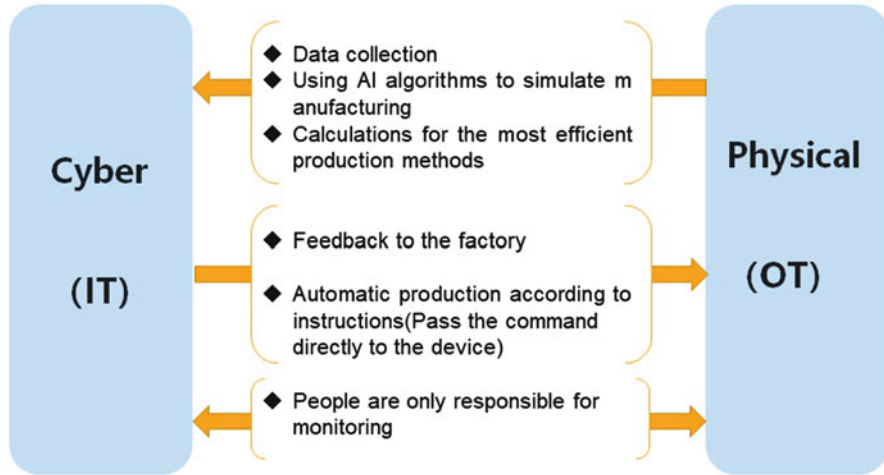 Cyber
(IT)
◆ Data collection
◆ Using AI algorithms to simulate m
anufacturing
◆ Calculations for the most efficient
production methods
◆ Feedback to the factory
◆ Automatic production according to
instructions(Pass the command
directly to the device)
◆ People are only responsible for
monitoring
Physical
(OT)